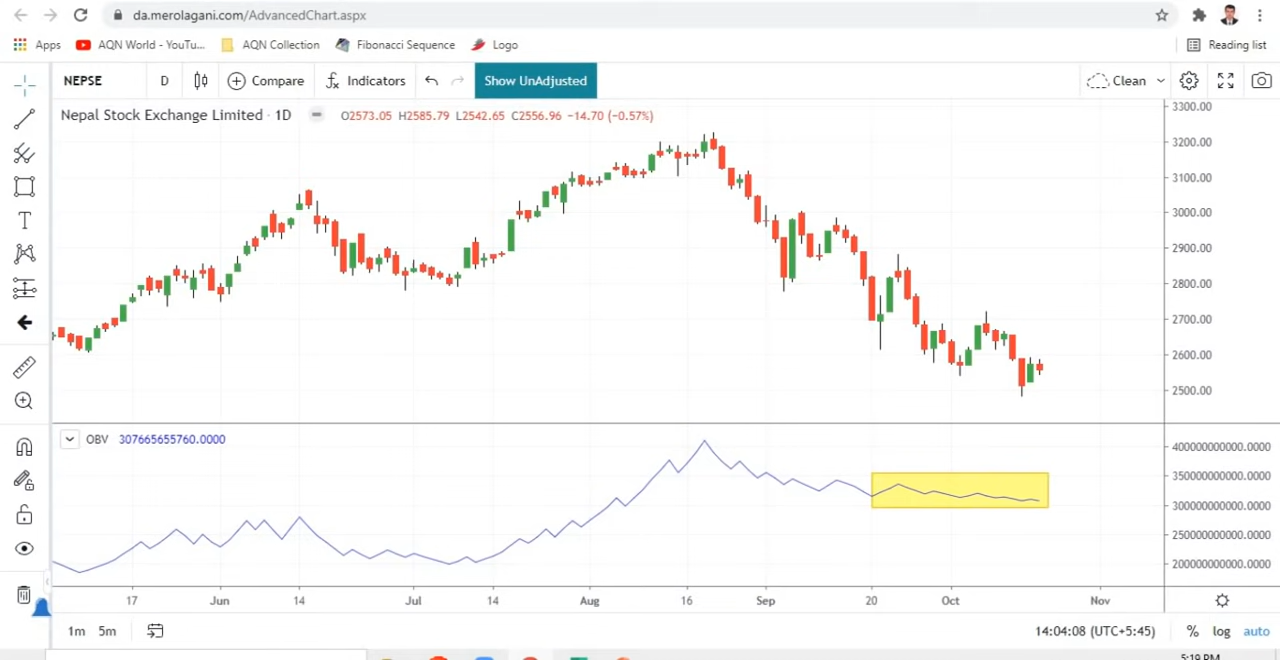 da.merolagani.com/AdvancedChart.aspx
Apps AQN World - YouTu... AQN Collection Fibonacci Sequence Logo Reading list
NEPSE D Compare Indicators Show UnAdjusted Clean
Nepal Stock Exchange Limited · 1D O2573.05 H2585.79 L2542.65 C2556.96 −14.70 (−0.57%)
3300.00
3200.00
3100.00
3000.00
2900.00
2800.00
2700.00
2600.00
2500.00
OBV 307665655760.0000
400000000000.0000
350000000000.0000
300000000000.0000
250000000000.0000
200000000000.0000
17 Jun 14 Jul 14 Aug 16 Sep 20 Oct Nov
1m 5m 14:04:08 (UTC+5:45) % log auto
5:19 PM